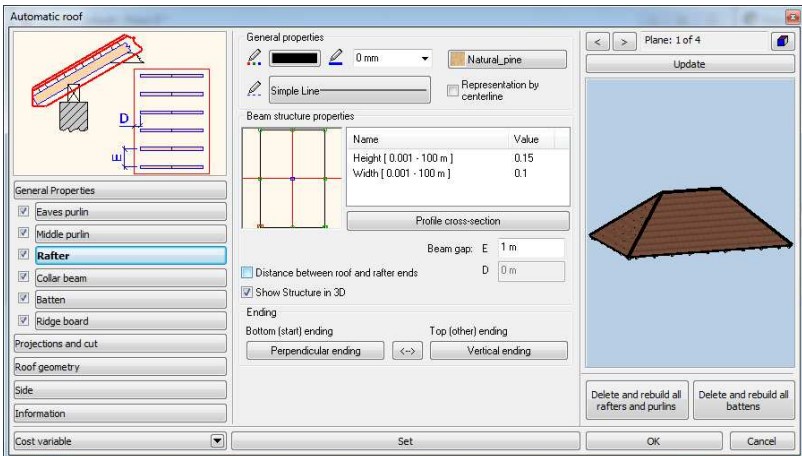 Automatic roof
D
E
General Properties
Eaves purlin
Middle purlin
Rafter
Collar beam
Batten
Ridge board
Projections and cut
Roof geometry
Side
Information
Cost variable
General properties
0 mm
Natural_pine
Simple Line
Representation by
centerline
Beam structure properties
Name Value
Height [ 0.001 - 100 m ] 0.15
Width [ 0.001 - 100 m ] 0.1
Profile cross-section
Beam gap: E 1 m
Distance between roof and rafter ends D 0 m
Show Structure in 3D
Ending
Bottom (start) ending Top (other) ending
Perpendicular ending <--> Vertical ending
Set
< > Plane: 1 of 4
Update
Delete and rebuild all
rafters and purlins
Delete and rebuild all
battens
OK Cancel